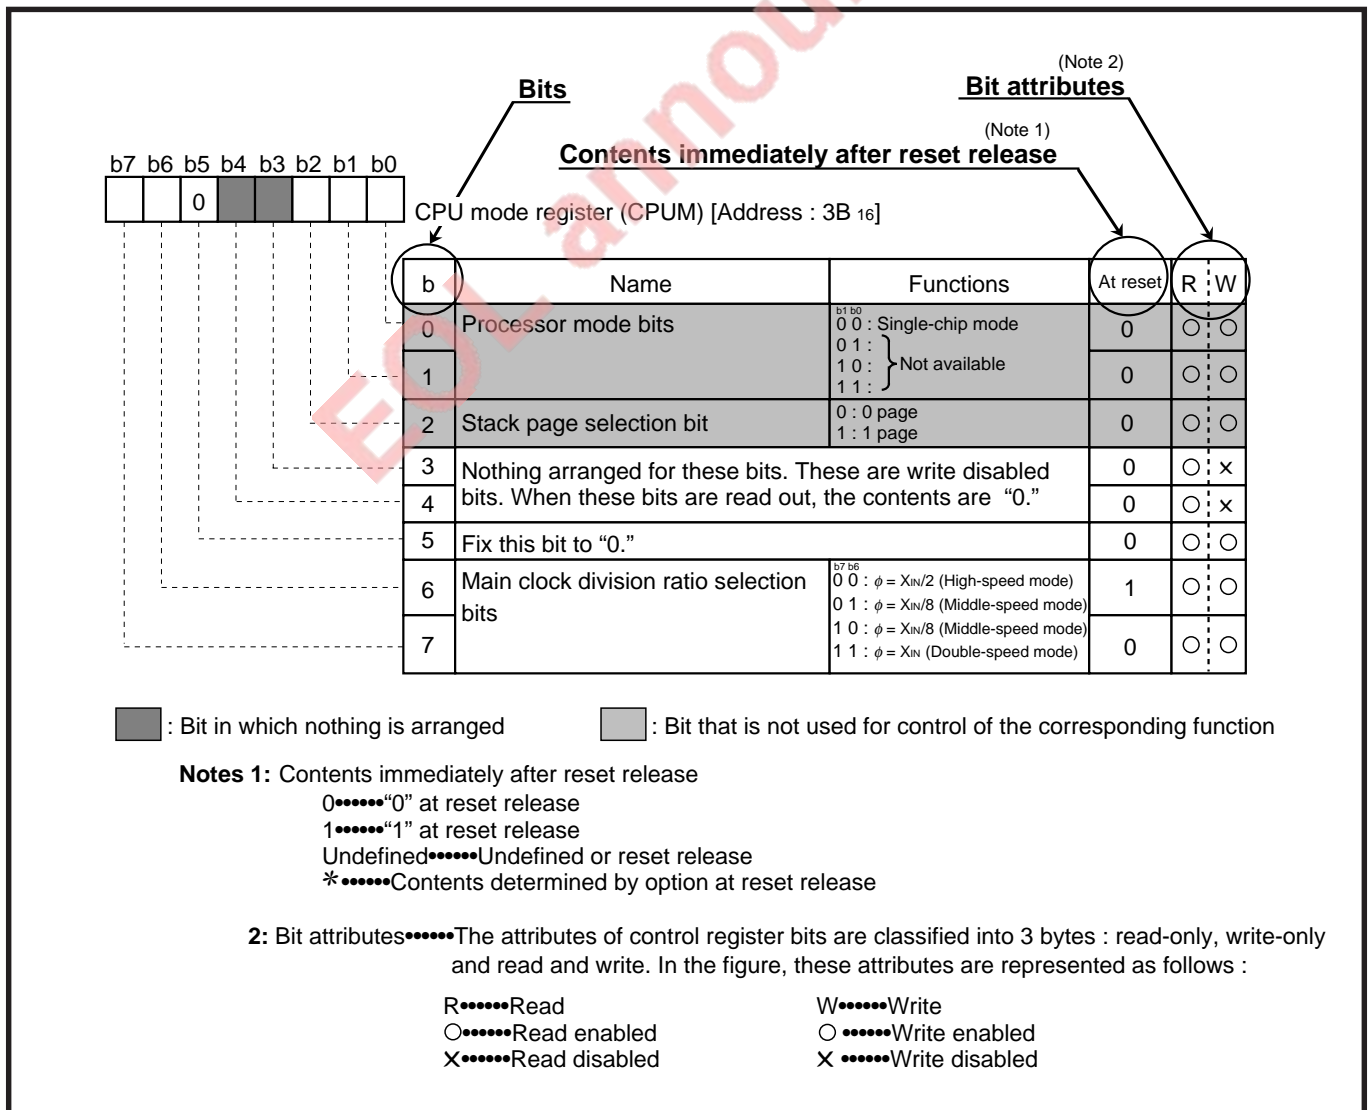 EOL announ
(Note 2)
Bits
Bit attributes
(Note 1)
Contents immediately after reset release
b7 b6 b5 b4 b3 b2 b1 b0
0
CPU mode register (CPUM) [Address : 3B 16]
b Name Functions At reset R W
0 Processor mode bits
b1 b0
0 0 : Single-chip mode
0 1 :
1 0 : Not available
1 1 :
0 ○ ○
1 0 ○ ○
2 Stack page selection bit
0 : 0 page
1 : 1 page
0 ○ ○
3 Nothing arranged for these bits. These are write disabled 0 ○ ×
4 bits. When these bits are read out, the contents are “0.” 0 ○ ×
5 Fix this bit to “0.” 0 ○ ○
6 Main clock division ratio selection
bits
b7 b6
0 0 : ϕ = XIN/2 (High-speed mode)
0 1 : ϕ = XIN/8 (Middle-speed mode)
1 0 : ϕ = XIN/8 (Middle-speed mode)
1 1 : ϕ = XIN (Double-speed mode)
1 ○ ○
7 0 ○ ○
: Bit in which nothing is arranged : Bit that is not used for control of the corresponding function
Notes 1: Contents immediately after reset release
0••••••“0” at reset release
1••••••“1” at reset release
Undefined••••••Undefined or reset release
*••••••Contents determined by option at reset release
2: Bit attributes••••••The attributes of control register bits are classified into 3 bytes : read-only, write-only
and read and write. In the figure, these attributes are represented as follows :
R••••••Read W••••••Write
○••••••Read enabled ○ ••••••Write enabled
×••••••Read disabled × ••••••Write disabled